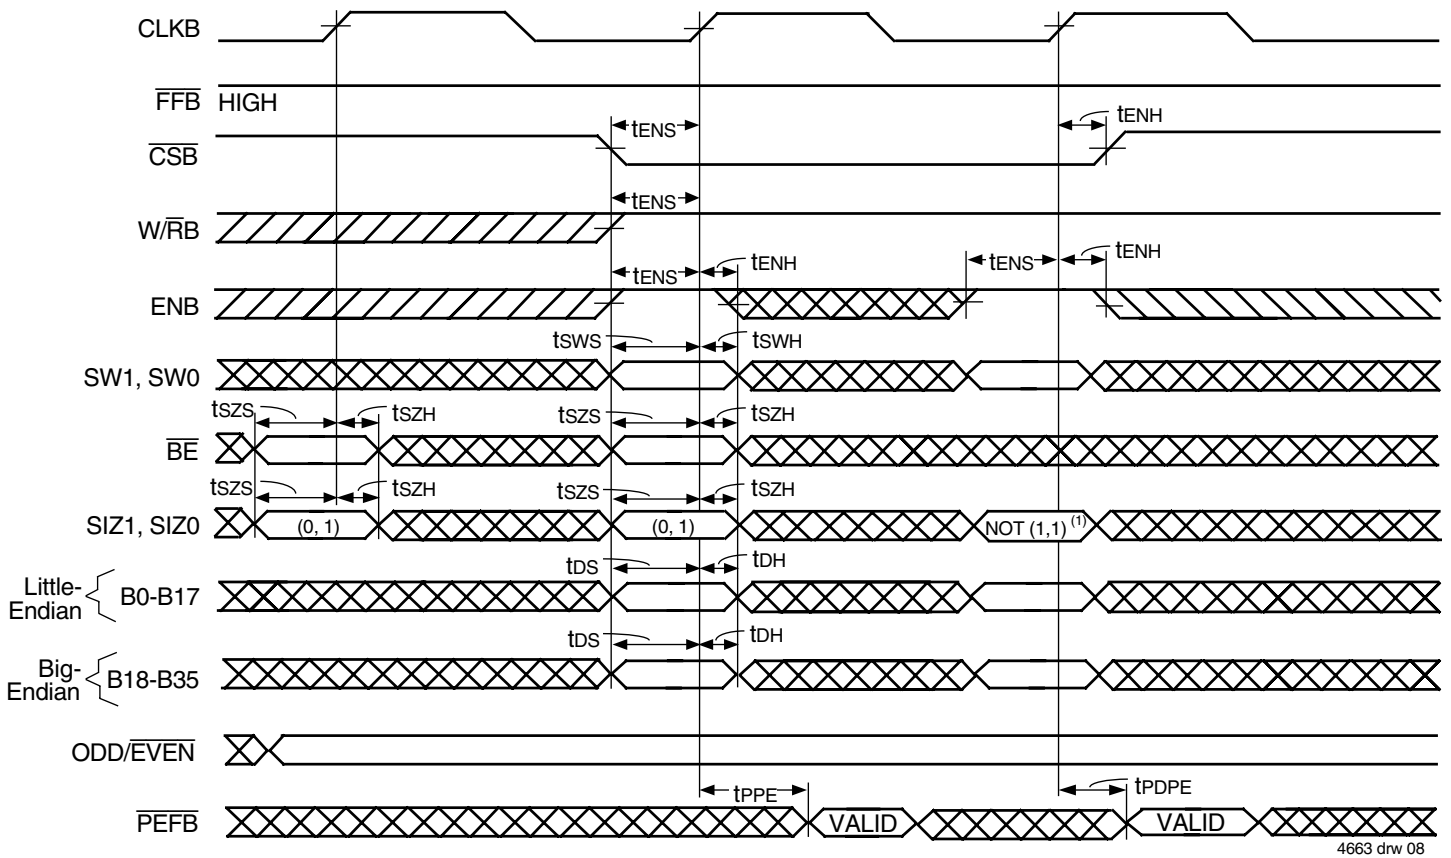 CLKB
FFB HIGH
tENS tENH
CSB
tENS
W/RB
tENS tENH tENS tENH
ENB
tSWS tSWH
SW1, SW0
tSZS tSZH tSZS tSZH
BE
tSZS tSZH tSZS tSZH
SIZ1, SIZ0 (0, 1) (0, 1) NOT (1,1) (1)
tDS tDH
Little-Endian B0-B17
tDS tDH
Big-Endian B18-B35
ODD/EVEN
tPPE tPDPE
PEFB VALID VALID
4663 drw 08